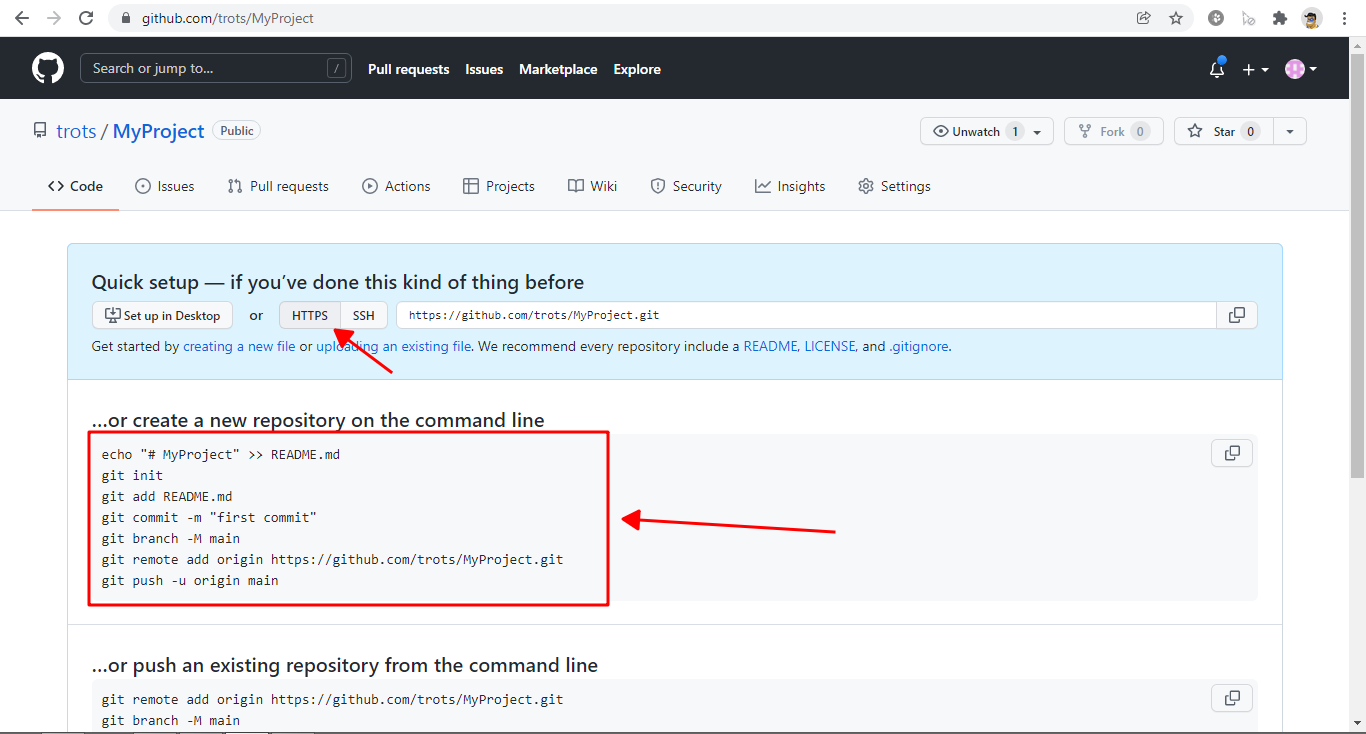 github.com/trots/MyProject
Search or jump to... / Pull requests Issues Marketplace Explore
trots / MyProject Public Unwatch 1 Fork 0 Star 0
Code Issues Pull requests Actions Projects Wiki Security Insights Settings
Quick setup — if you’ve done this kind of thing before
Set up in Desktop or HTTPS SSH https://github.com/trots/MyProject.git
Get started by creating a new file or uploading an existing file. We recommend every repository include a README, LICENSE, and .gitignore.
…or create a new repository on the command line
echo "# MyProject" >> README.md
git init
git add README.md
git commit -m "first commit"
git branch -M main
git remote add origin https://github.com/trots/MyProject.git
git push -u origin main
…or push an existing repository from the command line
git remote add origin https://github.com/trots/MyProject.git
git branch -M main